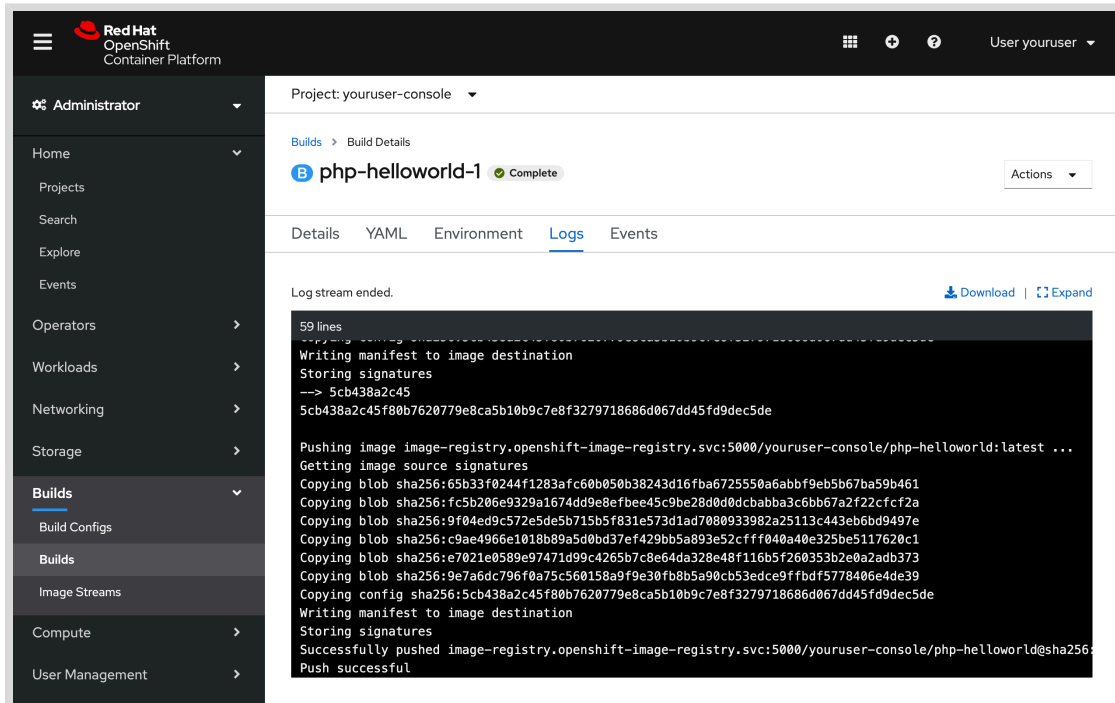 Red Hat
OpenShift
Container Platform
User youruser
Administrator
Home
Projects
Search
Explore
Events
Operators
Workloads
Networking
Storage
Builds
Build Configs
Builds
Image Streams
Compute
User Management
Project: youruser-console
Builds > Build Details
B php-helloworld-1 Complete
Actions
Details YAML Environment Logs Events
Log stream ended.
Download | Expand
59 lines
Writing manifest to image destination
Storing signatures
--> 5cb438a2c45
5cb438a2c45f80b7620779e8ca5b10b9c7e8f3279718686d067dd45fd9dec5de
Pushing image image-registry.openshift-image-registry.svc:5000/youruser-console/php-helloworld:latest ...
Getting image source signatures
Copying blob sha256:65b33f0244f1283afc60b050b38243d16fba6725550a6abbf9eb5b67ba59b461
Copying blob sha256:fc5b206e9329a1674dd9e8efbee45c9be28d0d0dcbabba3c6bb67a2f22cfcf2a
Copying blob sha256:9f04ed9c572e5de5b715b5f831e573d1ad7080933982a25113c443eb6bd9497e
Copying blob sha256:c9ae4966e1018b89a5d0bd37ef429bb5a893e52cfff040a40e325be5117620c1
Copying blob sha256:e7021e0589e97471d99c4265b7c8e64da328e48f116b5f260353b2e0a2adb373
Copying blob sha256:9e7a6dc796f0a75c560158a9f9e30fb8b5a90cb53edce9ffbdf5778406e4de39
Copying config sha256:5cb438a2c45f80b7620779e8ca5b10b9c7e8f3279718686d067dd45fd9dec5de
Writing manifest to image destination
Storing signatures
Successfully pushed image-registry.openshift-image-registry.svc:5000/youruser-console/php-helloworld@sha256:
Push successful